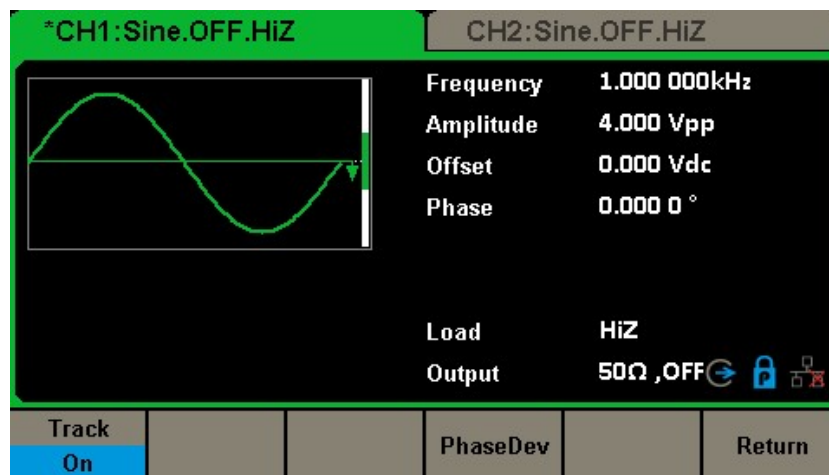 *CH1:Sine.OFF.HiZ
CH2:Sine.OFF.HiZ
Frequency 1.000 000kHz
Amplitude 4.000 Vpp
Offset 0.000 Vdc
Phase 0.000 0 °
Load HiZ
Output 50Ω ,OFF P
Track
On
PhaseDev
Return